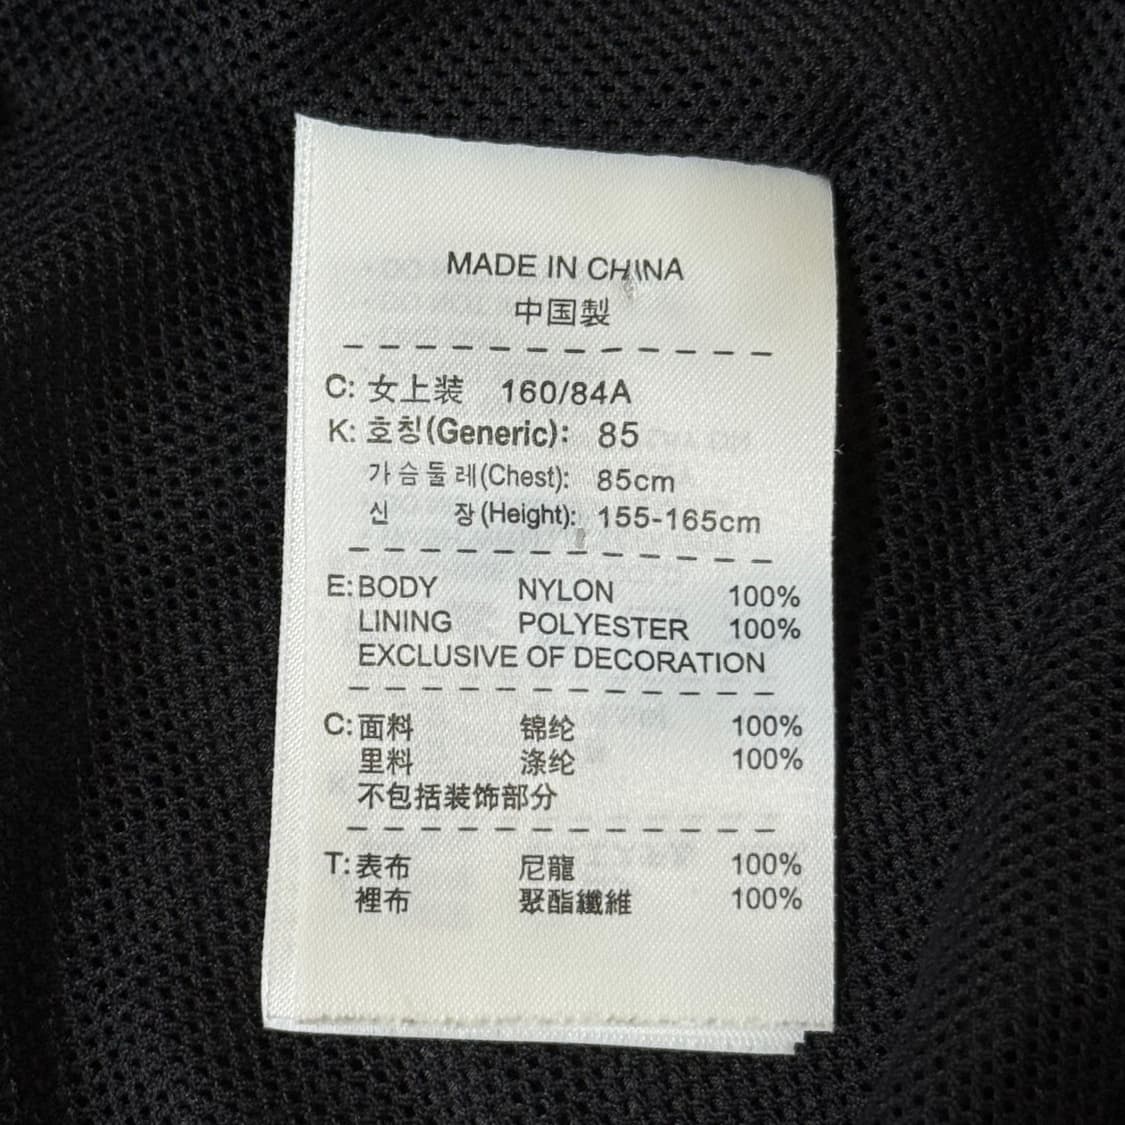 MADE IN CHINA
中国製
C: 女上装 160/84A
K: 호칭(Generic): 85
가슴둘레(Chest): 85cm
신 장(Height): 155-165cm
E: BODY NYLON 100%
LINING POLYESTER 100%
EXCLUSIVE OF DECORATION
C: 面料 锦纶 100%
里料 涤纶 100%
不包括装饰部分
T: 表布 尼龍 100%
裡布 聚酯纖維 100%